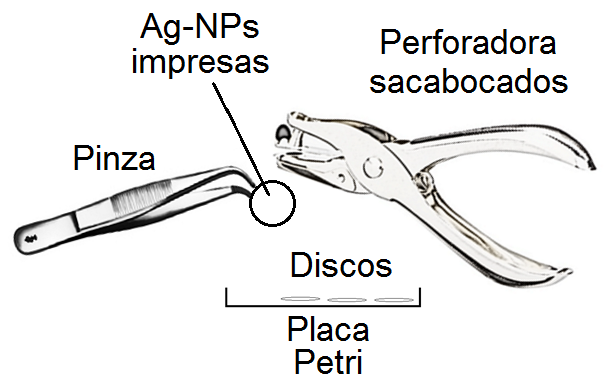 Ag-NPs
impresas
Perforadora
sacabocados
Pinza
Discos
Placa
Petri